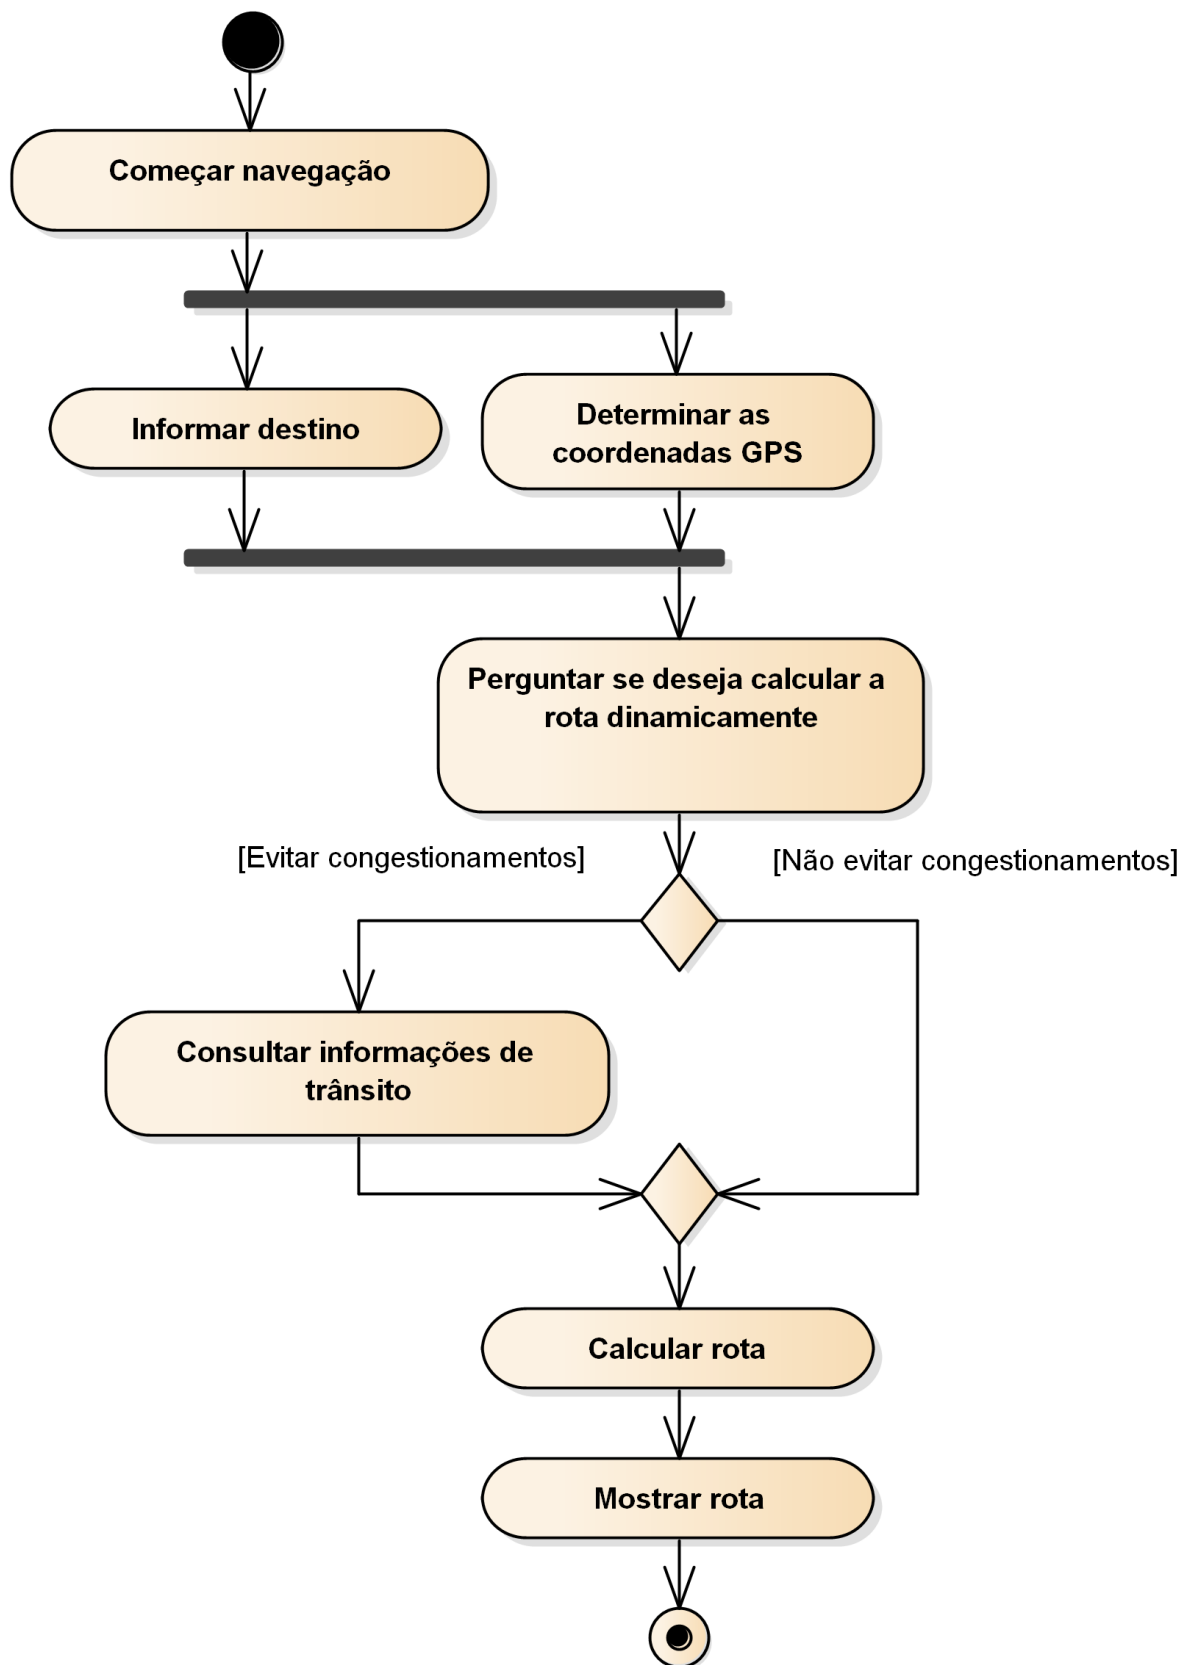 Começar navegação
Informar destino
Determinar as
coordenadas GPS
Perguntar se deseja calcular a
rota dinamicamente
[Evitar congestionamentos]
[Não evitar congestionamentos]
Consultar informações de
trânsito
Calcular rota
Mostrar rota